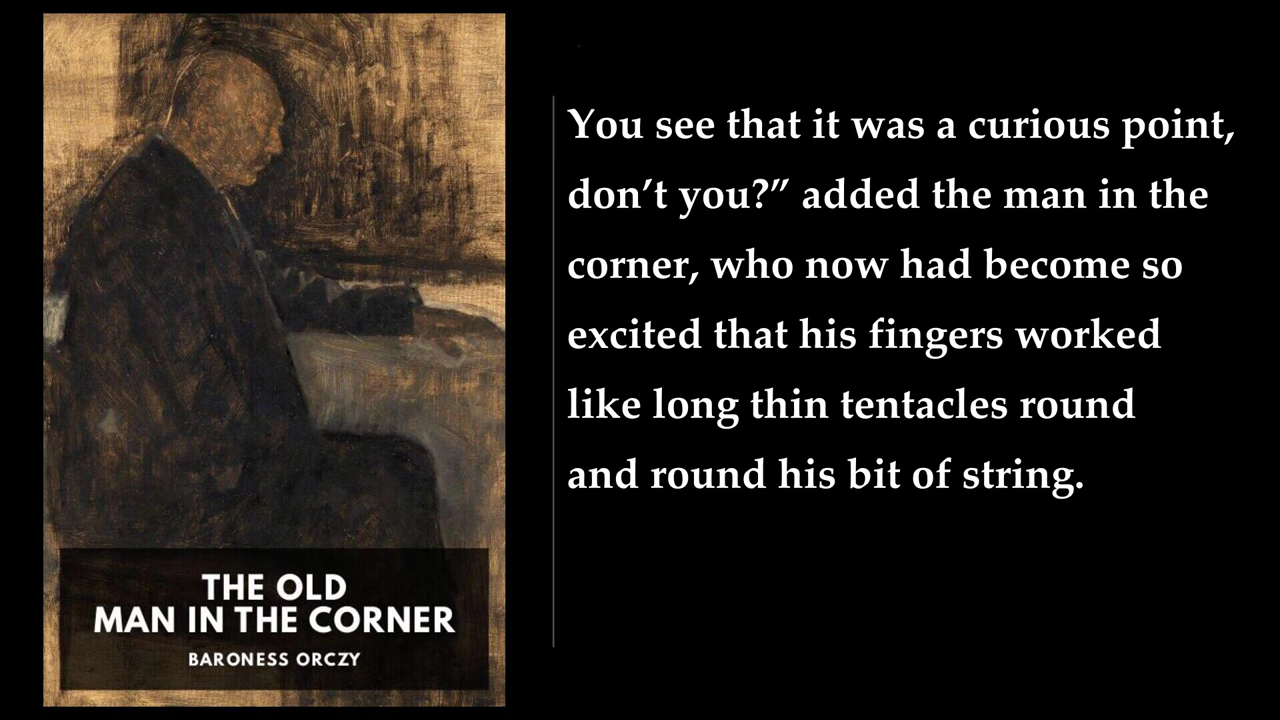 THE OLD
MAN IN THE CORNER
BARONESS ORCZY
You see that it was a curious point,
don’t you?” added the man in the
corner, who now had become so
excited that his fingers worked
like long thin tentacles round
and round his bit of string.